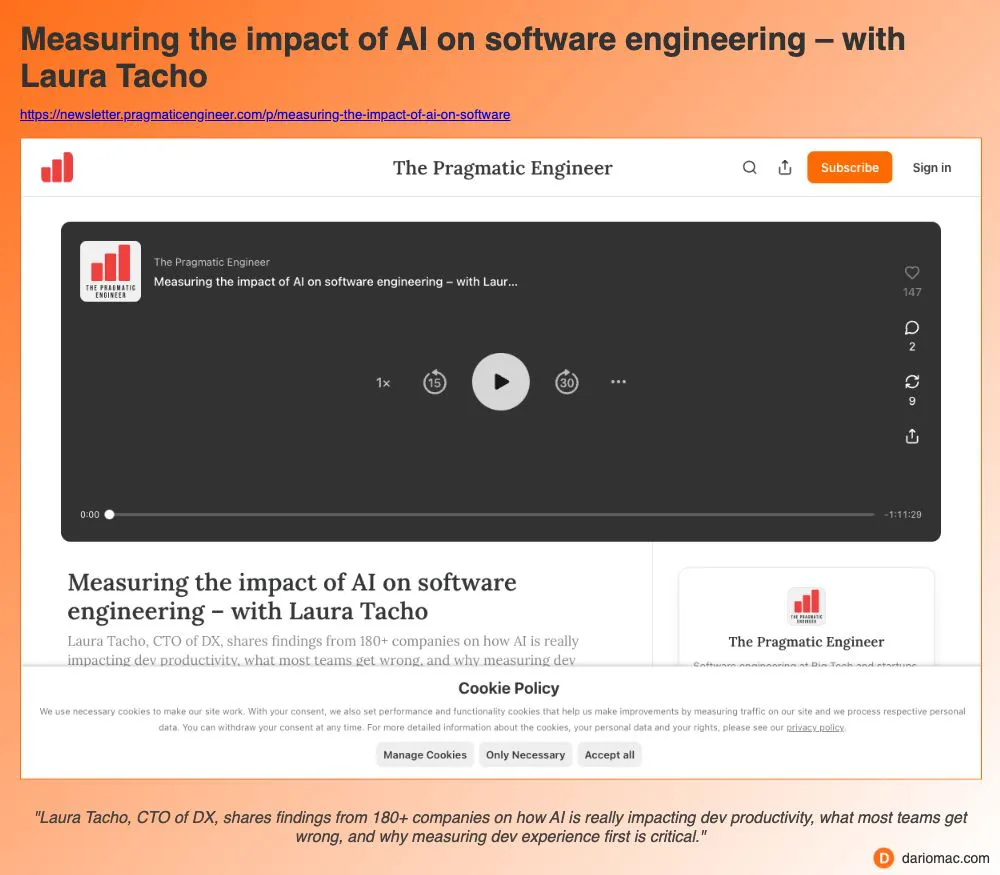 Measuring the impact of AI on software engineering – with
Laura Tacho
https://newsletter.pragmaticengineer.com/p/measuring-the-impact-of-ai-on-software
The Pragmatic Engineer
Subscribe
Sign in
THE PRAGMATIC
ENGINEER
The Pragmatic Engineer
Measuring the impact of AI on software engineering – with Laur...
147
2
9
1×
15
30
0:00
-1:11:29
Measuring the impact of AI on software
engineering – with Laura Tacho
Laura Tacho, CTO of DX, shares findings from 180+ companies on how AI is really
impacting dev productivity, what most teams get wrong, and why measuring dev
THE PRAGMATIC
ENGINEER
The Pragmatic Engineer
Software engineering at Big Tech and startups,
Cookie Policy
We use necessary cookies to make our site work. With your consent, we also set performance and functionality cookies that help us make improvements by measuring traffic on our site and we process respective personal
data. You can withdraw your consent at any time. For more detailed information about the cookies, your personal data and your rights, please see our privacy policy.
Manage Cookies
Only Necessary
Accept all
"Laura Tacho, CTO of DX, shares findings from 180+ companies on how AI is really impacting dev productivity, what most teams get
wrong, and why measuring dev experience first is critical."
D
dariomac.com